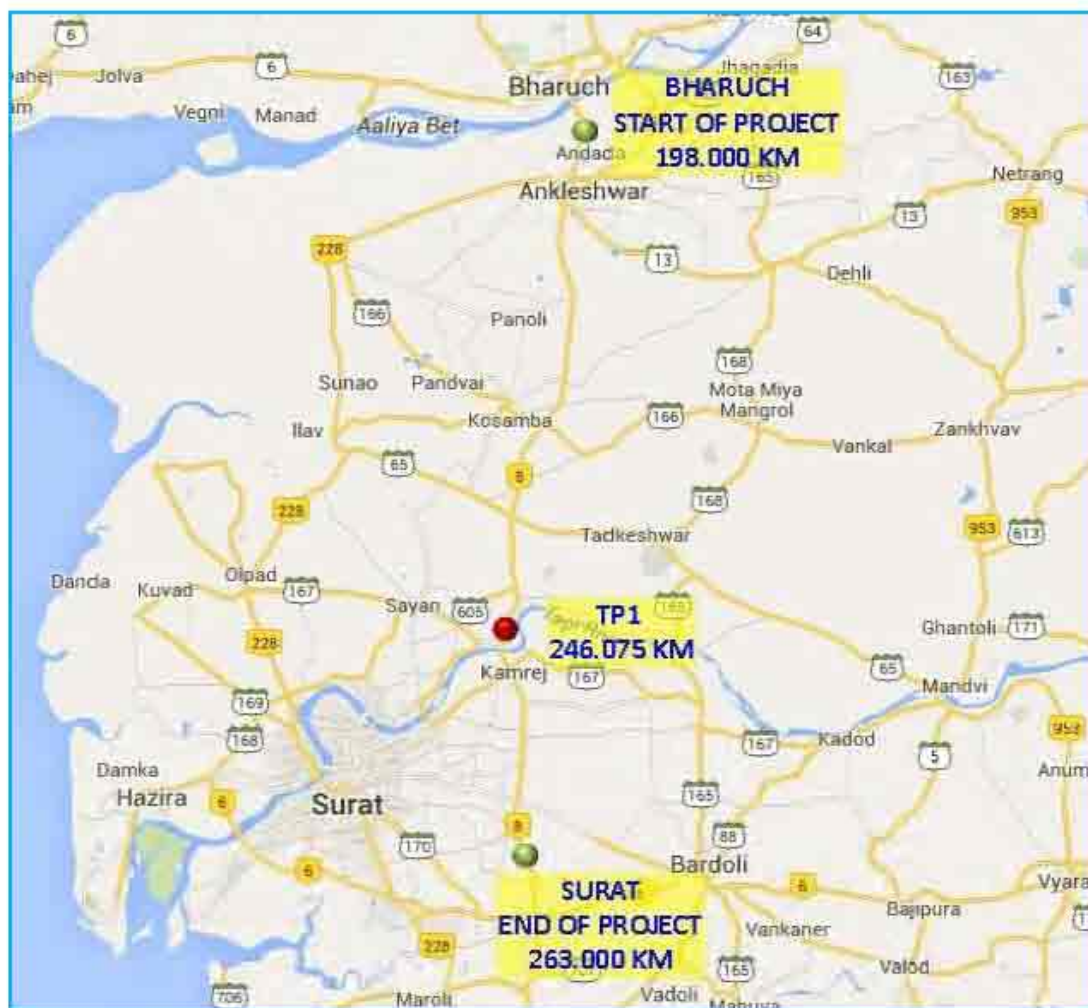 6
64
Jolva
6
Bharuch
Jhagadia
163
Vegni
Manad
Aaliya Bet
BHARUCH
START OF PROJECT
198.000 KM
Andada
Ankleshwar
165
Netrang
953
13
228
13
Dehli
166
Panoli
168
Sunao
Pandvai
Mota Miya
Mangrol
Kosamba
166
Ilav
Vankal
Zankhvav
65
8
168
228
953
613
Tadkeshwar
Olpad
Danda
Kuvad
167
Sayan
605
TP1
246.075 KM
165
Ghantoli
171
228
Kamrej
167
65
Mandvi
169
168
167
Kadod
953
5
Damka
Anum
Hazira
6
Surat
165
8
88
170
Bardoli
6
6
Vyara
SURAT
END OF PROJECT
263.000 KM
Bajipura
228
Vankaner
165
Valod
706
Maroli
Vadoli